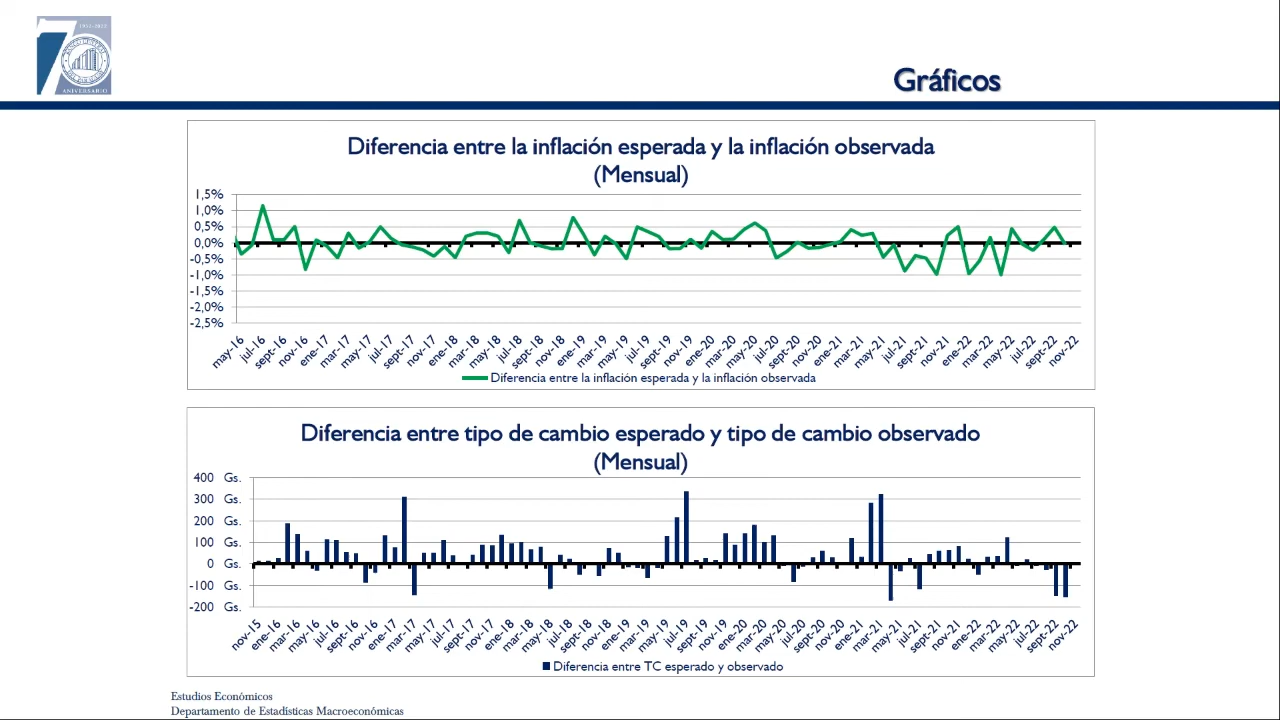 1952-2022
ANIVERSARIO
Gráficos
Diferencia entre la inflación esperada y la inflación observada
(Mensual)
1,5%
1,0%
0,5%
0,0%
-0,5%
-1,0%
-1,5%
-2,0%
-2,5%
may-16 jul-16 sept-16 nov-16 ene-17 mar-17 may-17 jul-17 sept-17 nov-17 ene-18 mar-18 may-18 jul-18 sept-18 nov-18 ene-19 mar-19 may-19 jul-19 sept-19 nov-19 ene-20 mar-20 may-20 jul-20 sept-20 nov-20 ene-21 mar-21 may-21 jul-21 sept-21 nov-21 ene-22 mar-22 may-22 jul-22 sept-22 nov-22
Diferencia entre la inflación esperada y la inflación observada
Diferencia entre tipo de cambio esperado y tipo de cambio observado
(Mensual)
400 Gs.
300 Gs.
200 Gs.
100 Gs.
0 Gs.
-100 Gs.
-200 Gs.
nov-15 ene-16 mar-16 may-16 jul-16 sept-16 nov-16 ene-17 mar-17 may-17 jul-17 sept-17 nov-17 ene-18 mar-18 may-18 jul-18 sept-18 nov-18 ene-19 mar-19 may-19 jul-19 sept-19 nov-19 ene-20 mar-20 may-20 jul-20 sept-20 nov-20 ene-21 mar-21 may-21 jul-21 sept-21 nov-21 ene-22 mar-22 may-22 jul-22 sept-22 nov-22
Diferencia entre TC esperado y observado
Estudios Económicos
Departamento de Estadísticas Macroeconómicas